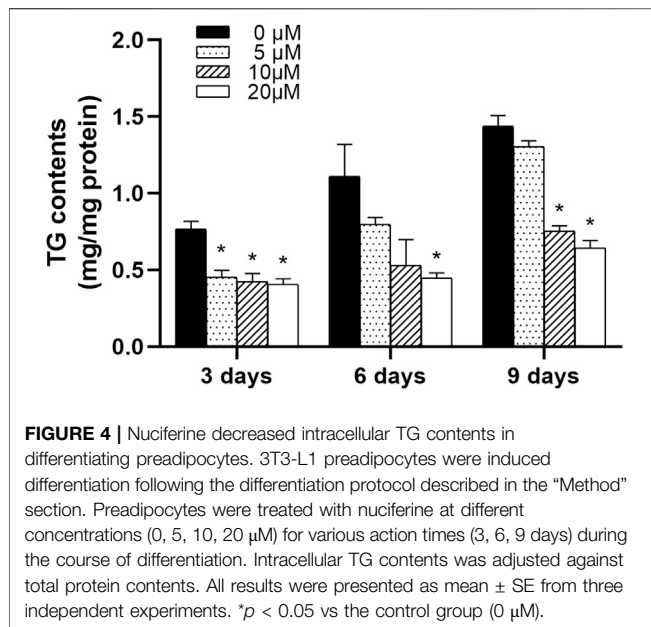 2.0
1.5
1.0
0.5
0.0
TG contents
(mg/mg protein)
0 μM
5 μM
10μM
20μM
* * *
*
* *
3 days 6 days 9 days
FIGURE 4 | Nuciferine decreased intracellular TG contents in
differentiating preadipocytes. 3T3-L1 preadipocytes were induced
differentiation following the differentiation protocol described in the “Method”
section. Preadipocytes were treated with nuciferine at different
concentrations (0, 5, 10, 20 μM) for various action times (3, 6, 9 days) during
the course of differentiation. Intracellular TG contents was adjusted against
total protein contents. All results were presented as mean ± SE from three
independent experiments. *p < 0.05 vs the control group (0 μM).